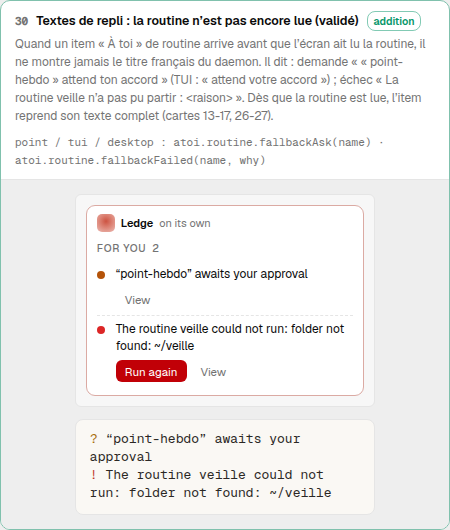 30 Textes de repli : la routine n’est pas encore lue (validé) addition
Quand un item « À toi » de routine arrive avant que l’écran ait lu la routine, il
ne montre jamais le titre français du daemon. Il dit : demande « « point-
hebdo » attend ton accord » (TUI : « attend votre accord ») ; échec « La
routine veille n’a pas pu partir : <raison> ». Dès que la routine est lue, l’item
reprend son texte complet (cartes 13-17, 26-27).
point / tui / desktop : atoi.routine.fallbackAsk(name) ·
atoi.routine.fallbackFailed(name, why)
Ledge on its own
FOR YOU 2
“point-hebdo” awaits your approval
View
The routine veille could not run: folder not
found: ~/veille
Run again View
? “point-hebdo” awaits your
approval
! The routine veille could not
run: folder not found: ~/veille